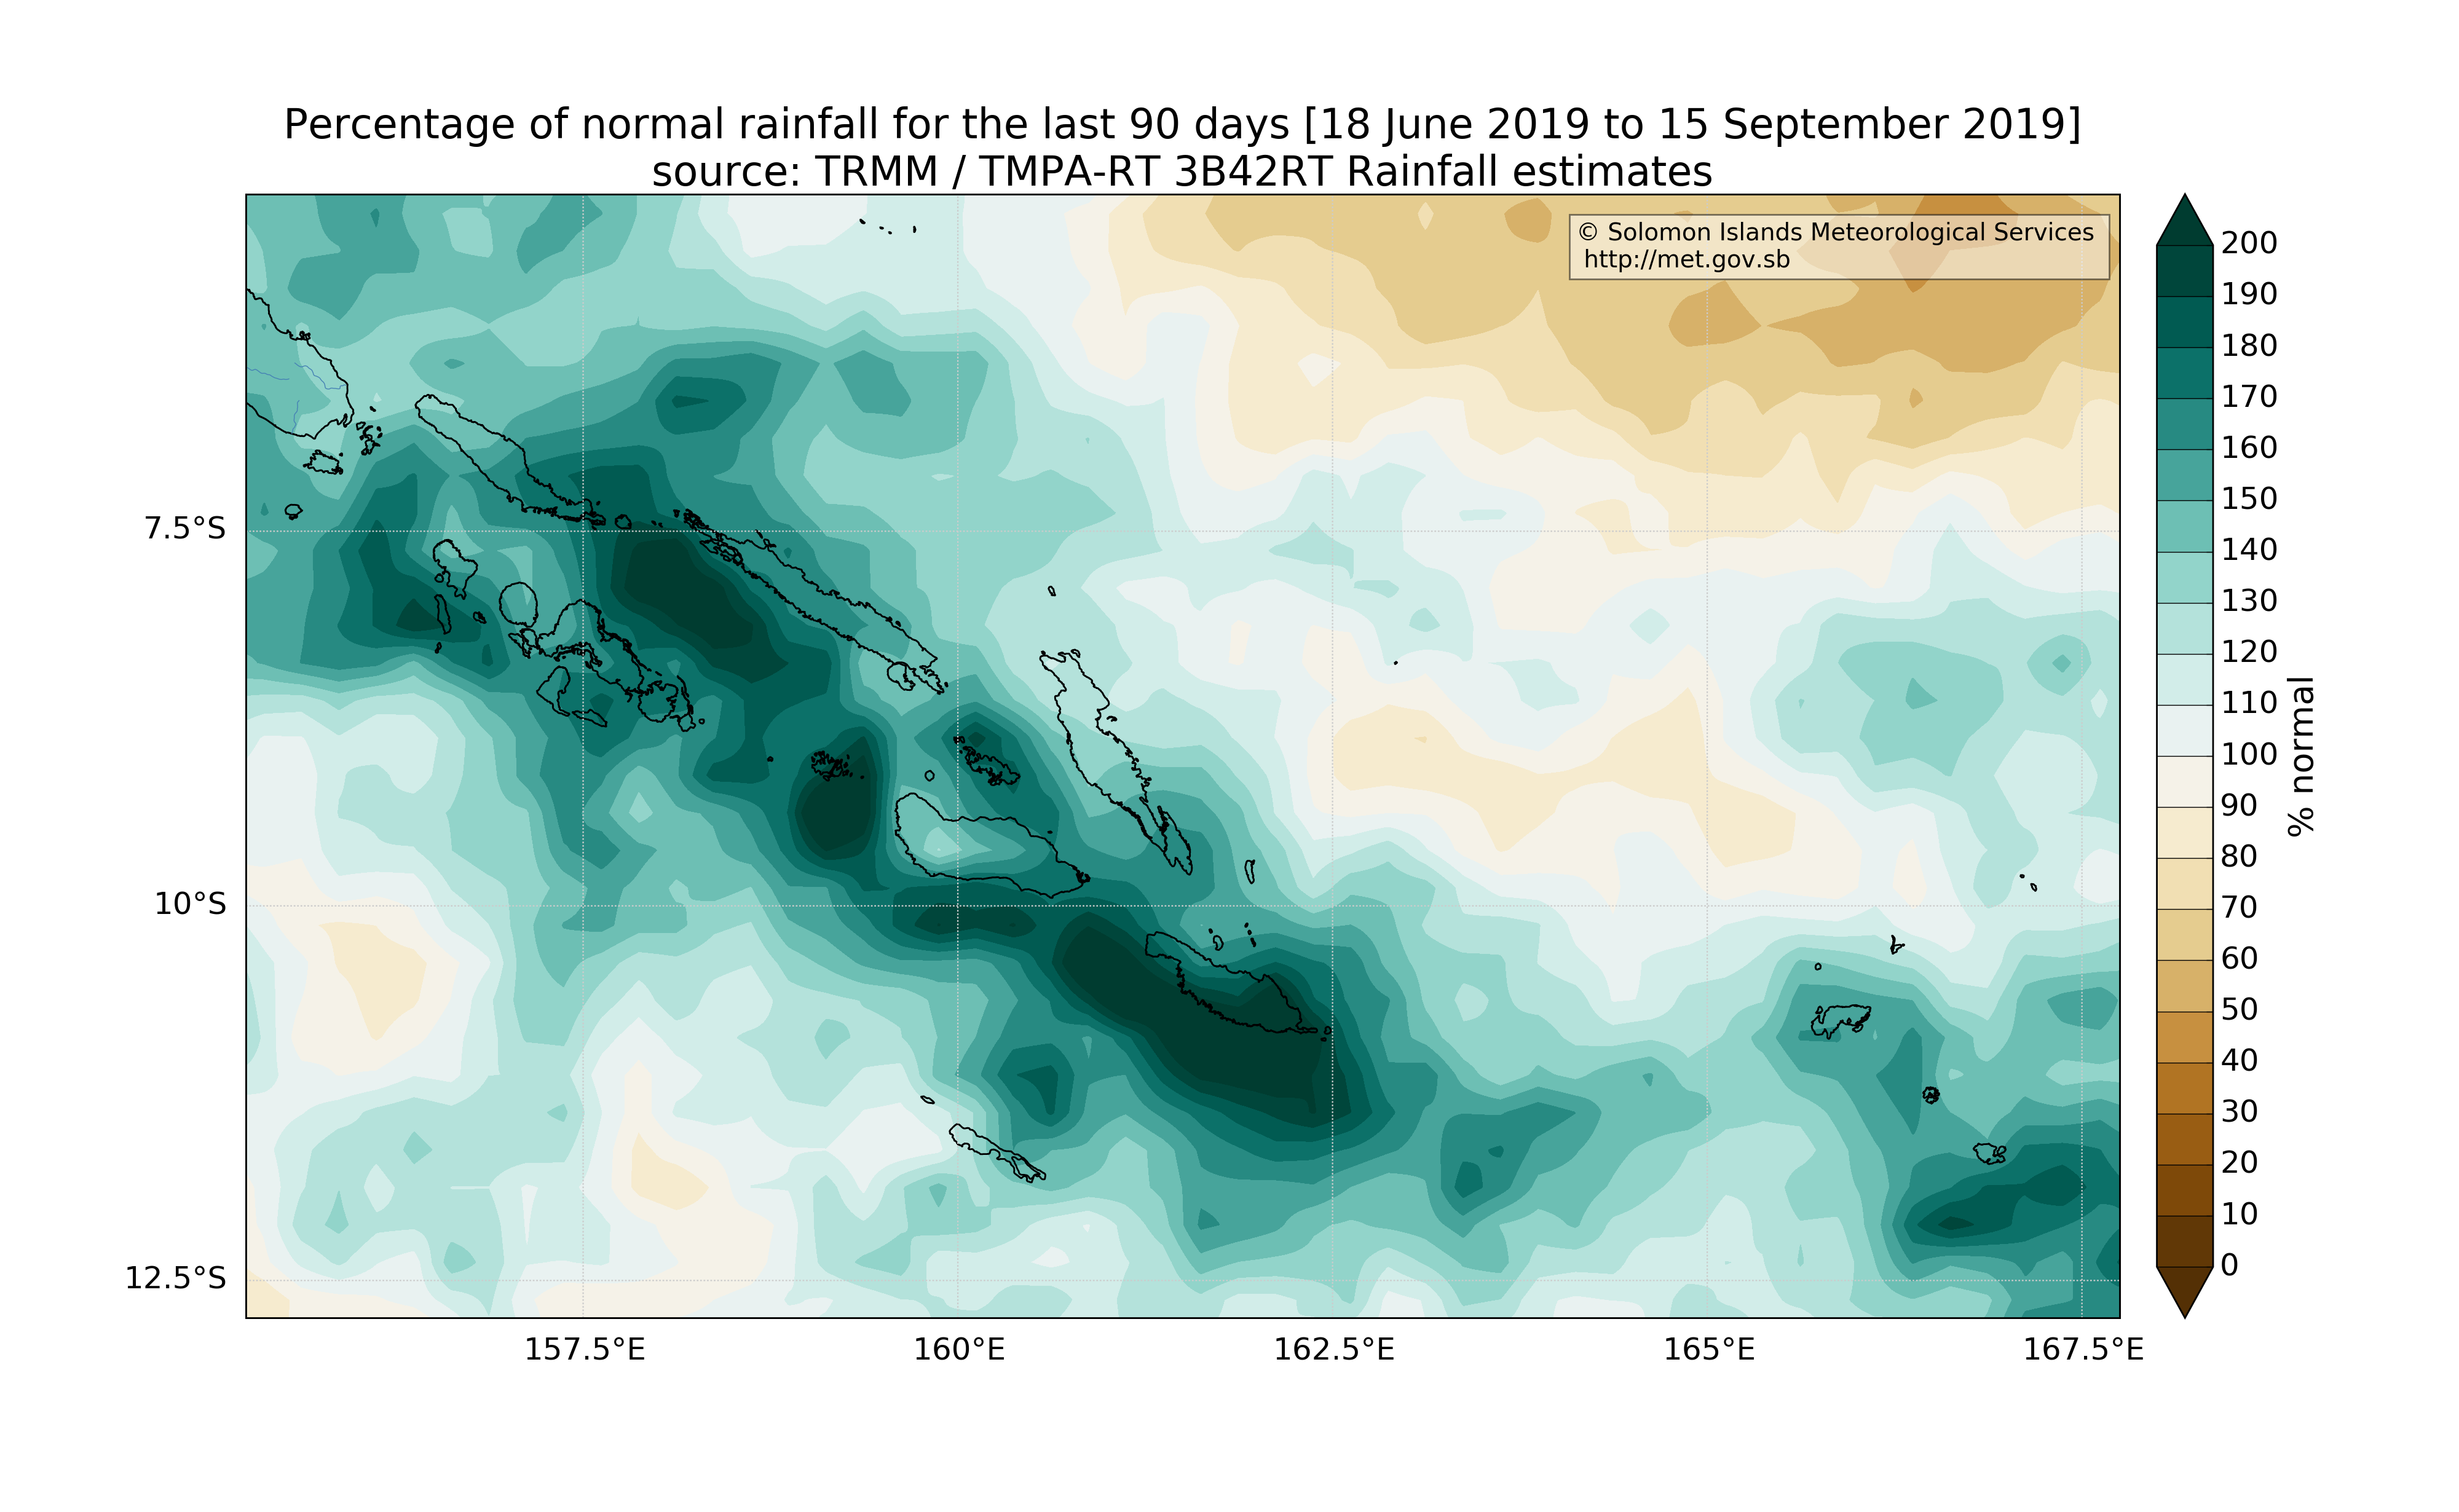 Percentage of normal rainfall for the last 90 days [18 June 2019 to 15 September 2019]
source: TRMM / TMPA-RT 3B42RT Rainfall estimates
© Solomon Islands Meteorological Services
http://met.gov.sb
7.5°S
10°S
12.5°S
157.5°E
160°E
162.5°E
165°E
167.5°E
200
190
180
170
160
150
140
130
120
110
100
90
80
70
60
50
40
30
20
10
0
% normal